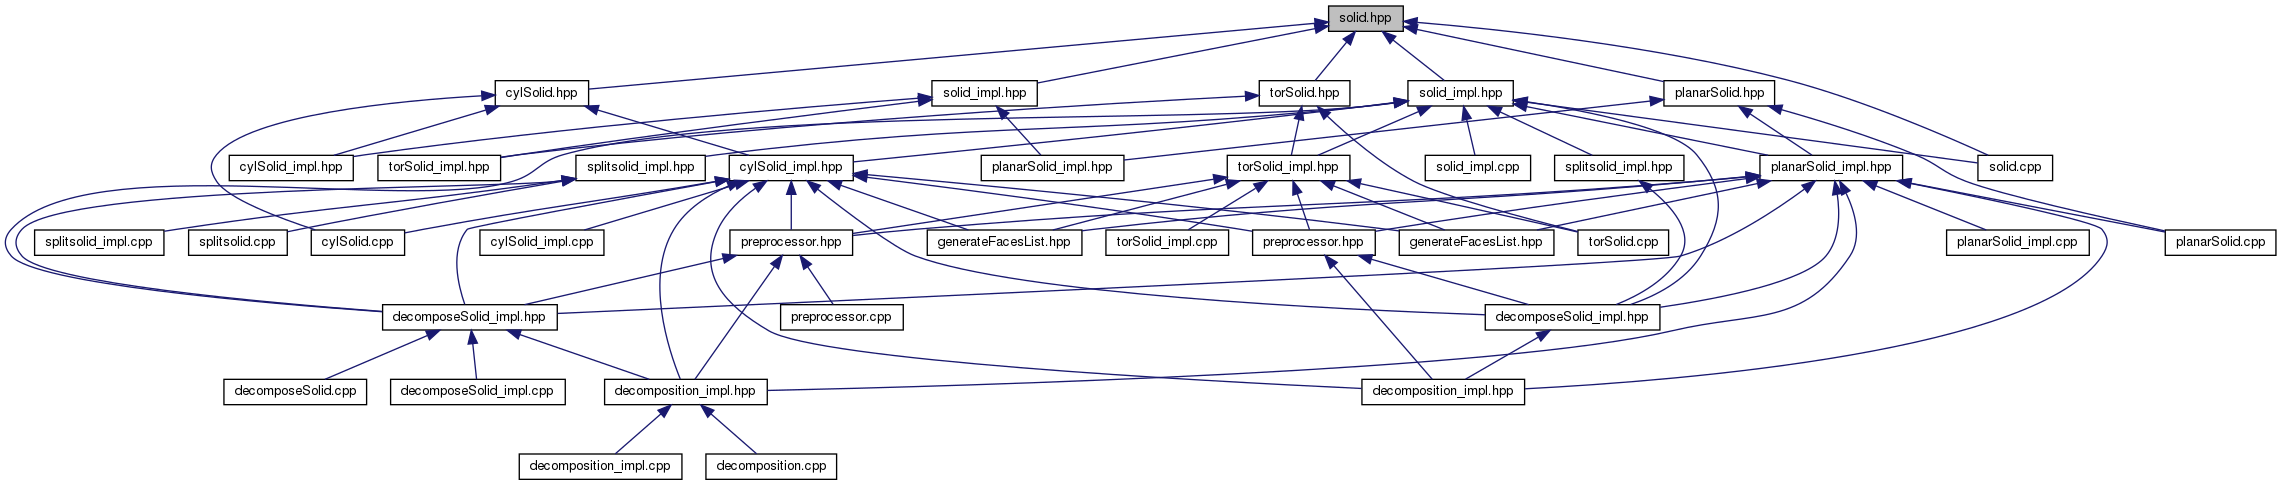 solid.hpp
cylSolid.hpp
solid_impl.hpp
torSolid.hpp
solid_impl.hpp
planarSolid.hpp
cylSolid_impl.hpp
torSolid_impl.hpp
splitsolid_impl.hpp
cylSolid_impl.hpp
planarSolid_impl.hpp
torSolid_impl.hpp
solid_impl.cpp
splitsolid_impl.hpp
planarSolid_impl.hpp
solid.cpp
splitsolid_impl.cpp
splitsolid.cpp
cylSolid.cpp
cylSolid_impl.cpp
preprocessor.hpp
generateFacesList.hpp
torSolid_impl.cpp
preprocessor.hpp
generateFacesList.hpp
torSolid.cpp
planarSolid_impl.cpp
planarSolid.cpp
decomposeSolid_impl.hpp
preprocessor.cpp
decomposeSolid_impl.hpp
decomposeSolid.cpp
decomposeSolid_impl.cpp
decomposition_impl.hpp
decomposition_impl.hpp
decomposition_impl.cpp
decomposition.cpp